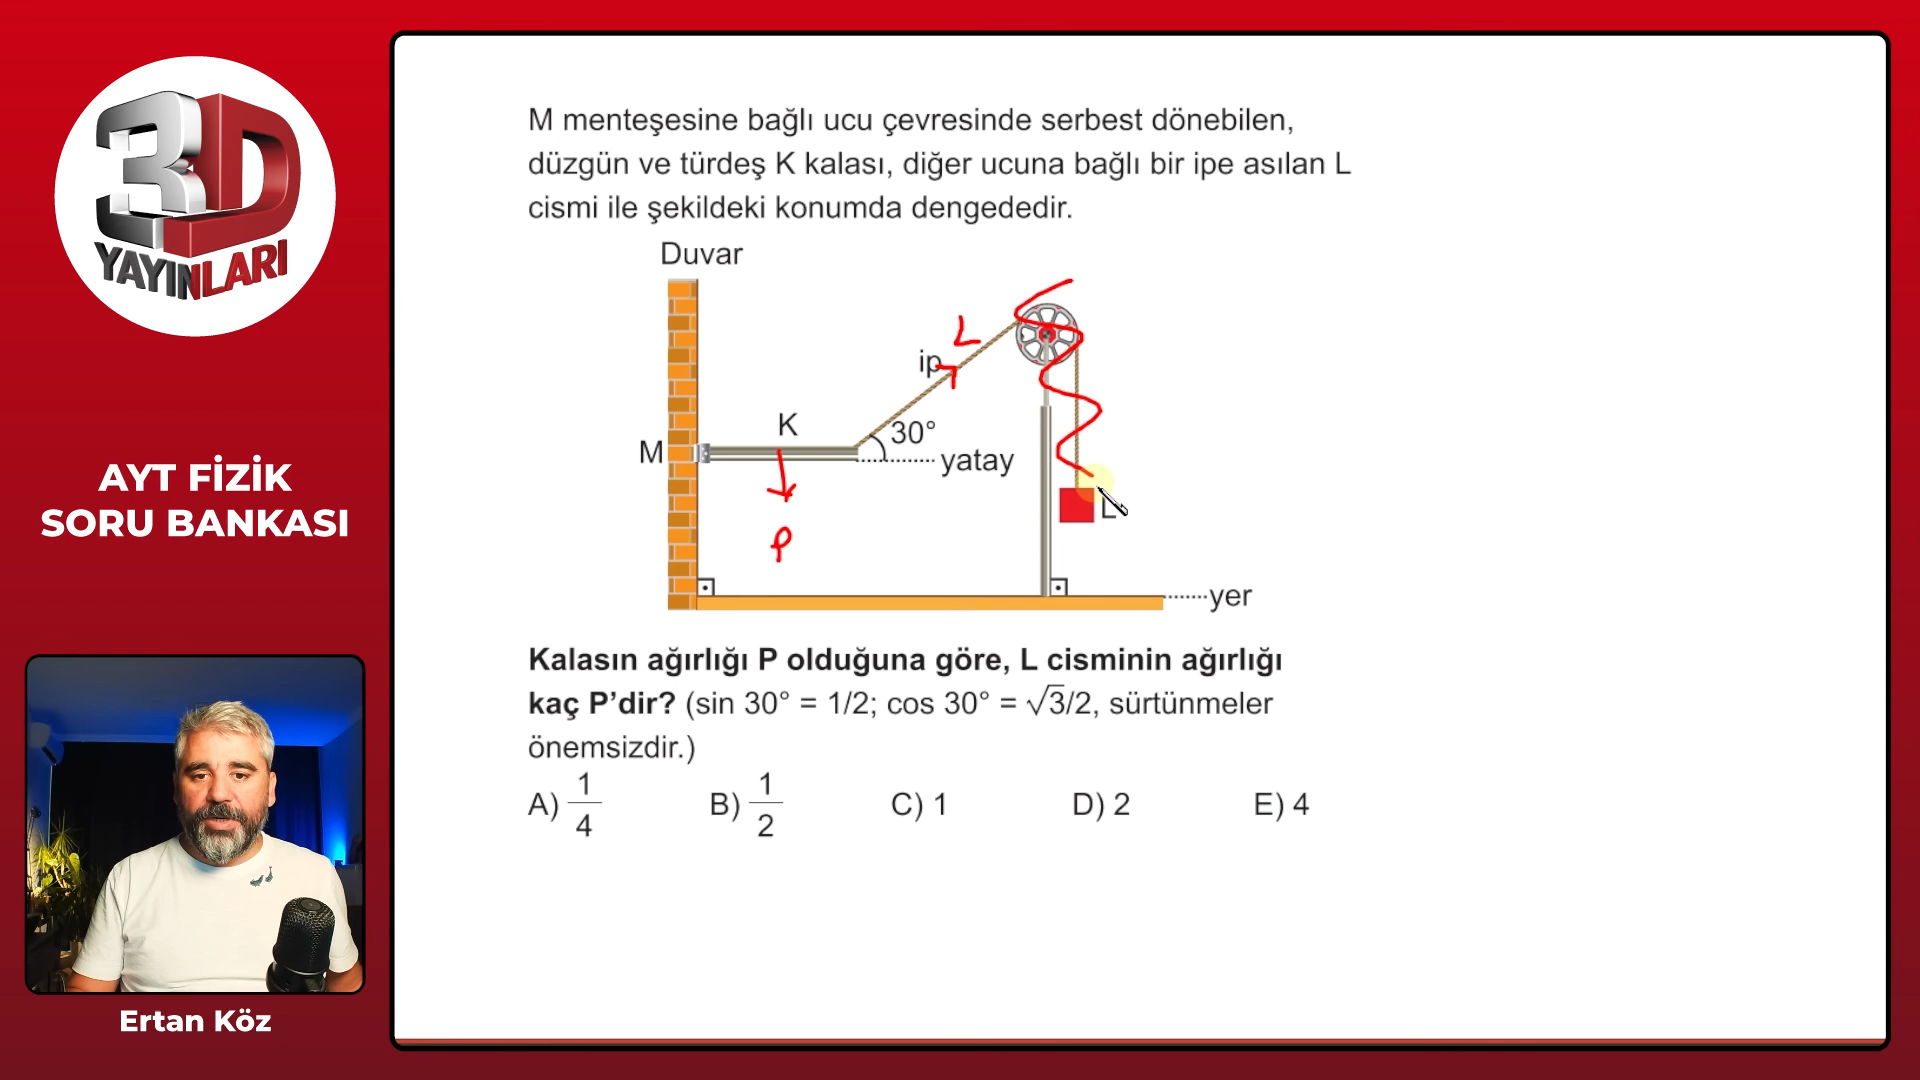 3D
YAYINLARI
AYT FİZİK
SORU BANKASI
Ertan Köz
M menteşesine bağlı ucu çevresinde serbest dönebilen,
düzgün ve türdeş K kalası, diğer ucuna bağlı bir ipe asılan L
cismi ile şekildeki konumda dengededir.
Duvar
L
ip
K
30°
M
yatay
L
P
yer
Kalasın ağırlığı P olduğuna göre, L cisminin ağırlığı
kaç P'dir? (sin 30° = 1/2; cos 30° = √3/2, sürtünmeler
önemsizdir.)
A) 1/4 B) 1/2 C) 1 D) 2 E) 4